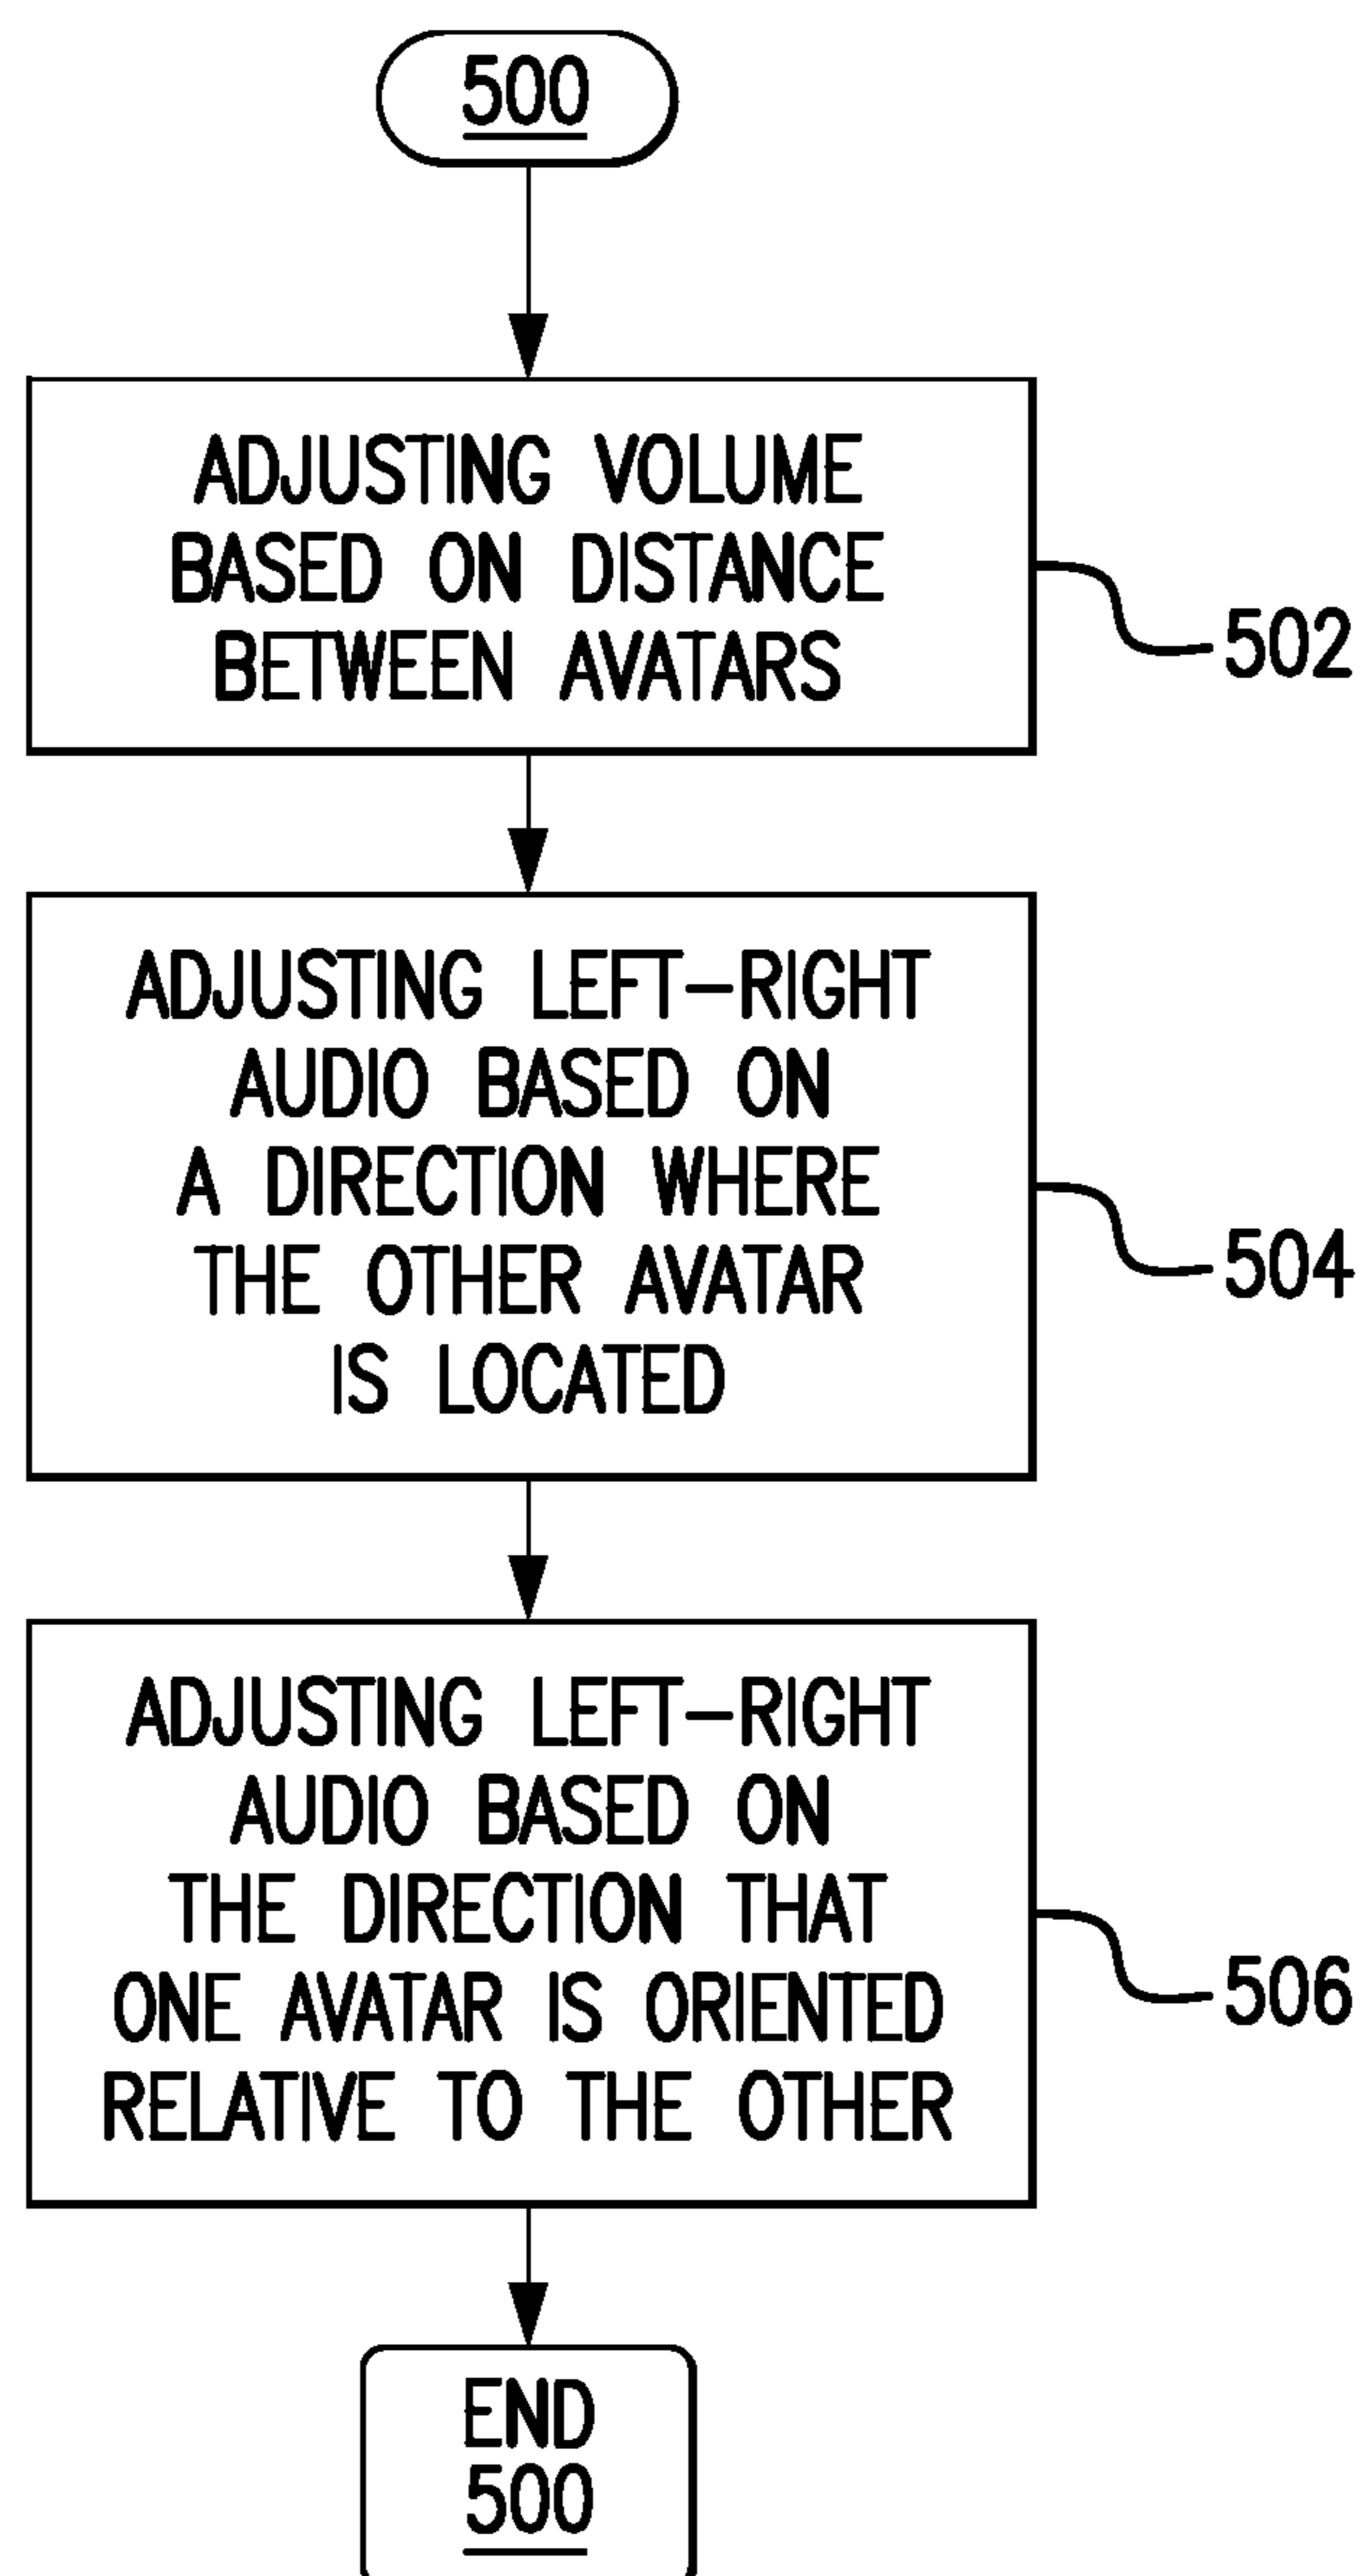 500
ADJUSTING VOLUME
BASED ON DISTANCE
BETWEEN AVATARS
502
ADJUSTING LEFT-RIGHT
AUDIO BASED ON
A DIRECTION WHERE
THE OTHER AVATAR
IS LOCATED
504
ADJUSTING LEFT-RIGHT
AUDIO BASED ON
THE DIRECTION THAT
ONE AVATAR IS ORIENTED
RELATIVE TO THE OTHER
506
END
500